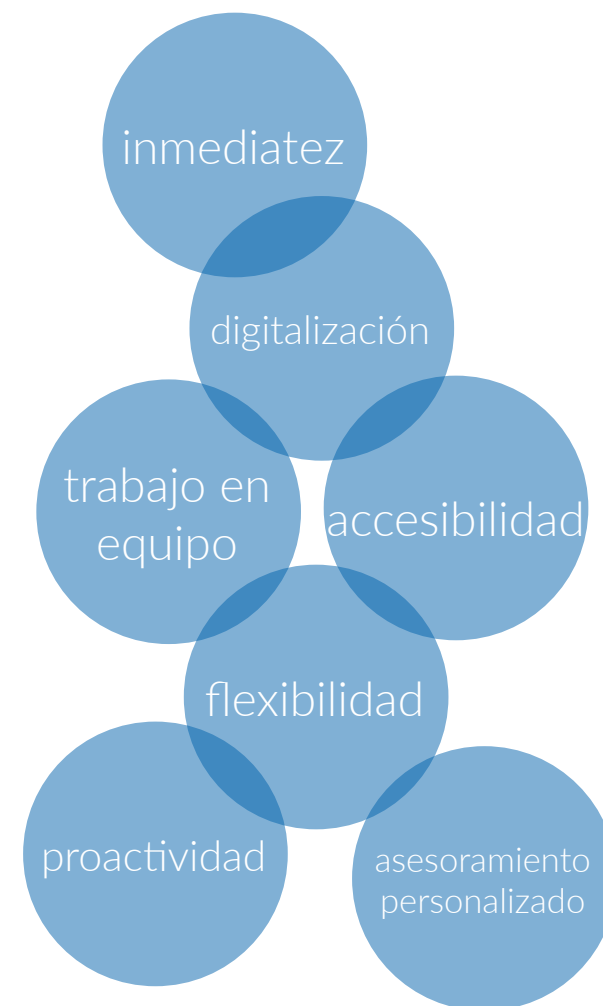 inmediatez
digitalización
trabajo en
equipo
accesibilidad
flexibilidad
proactividad
asesoramiento
personalizado